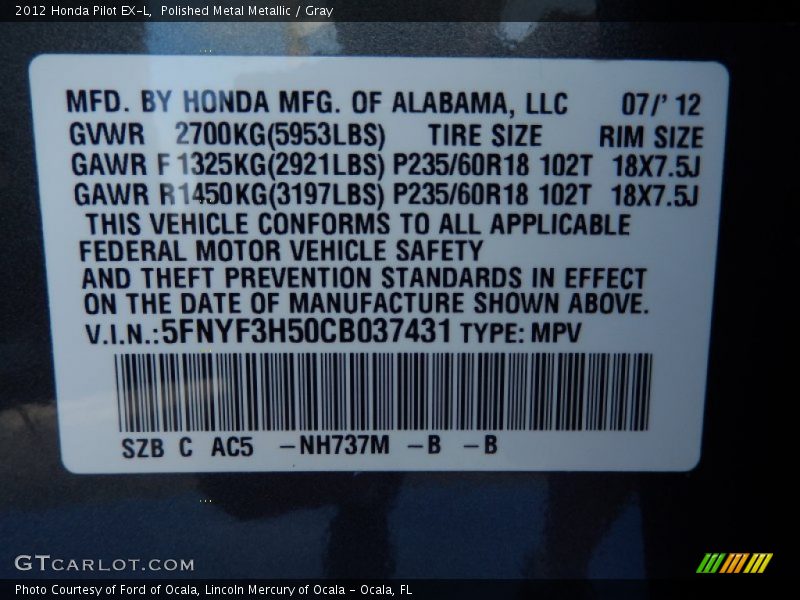 2012 Honda Pilot EX-L, Polished Metal Metallic / Gray
MFD. BY HONDA MFG. OF ALABAMA, LLC 07/' 12
GVWR 2700KG(5953LBS) TIRE SIZE RIM SIZE
GAWR F 1325KG(2921LBS) P235/60R18 102T 18X7.5J
GAWR R1450KG(3197LBS) P235/60R18 102T 18X7.5J
THIS VEHICLE CONFORMS TO ALL APPLICABLE
FEDERAL MOTOR VEHICLE SAFETY
AND THEFT PREVENTION STANDARDS IN EFFECT
ON THE DATE OF MANUFACTURE SHOWN ABOVE.
V.I.N.:5FNYF3H50CB037431 TYPE: MPV
SZB C AC5 -NH737M -B -B
GTCARLOT.COM
Photo Courtesy of Ford of Ocala, Lincoln Mercury of Ocala - Ocala, FL